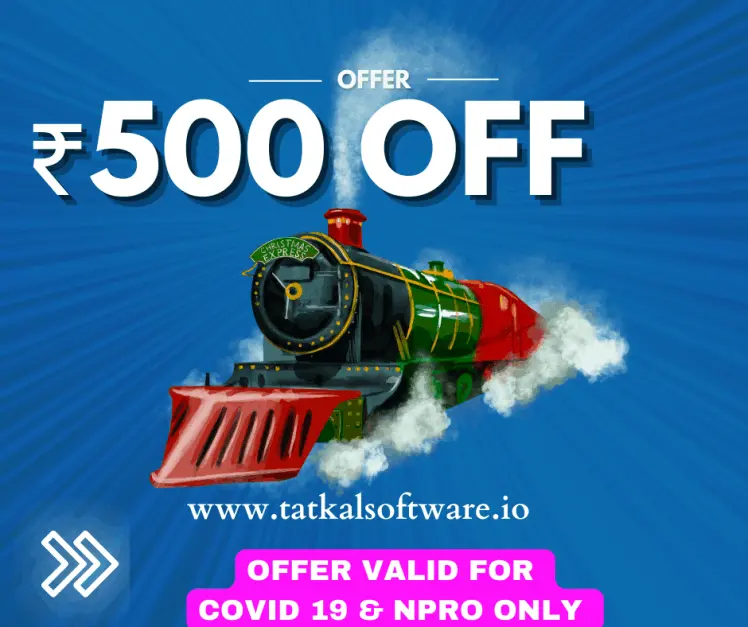 OFFER
₹500 OFF
CHRISTMAS
EXPRESS
www.tatkalsoftware.io
OFFER VALID FOR
COVID 19 & NPRO ONLY